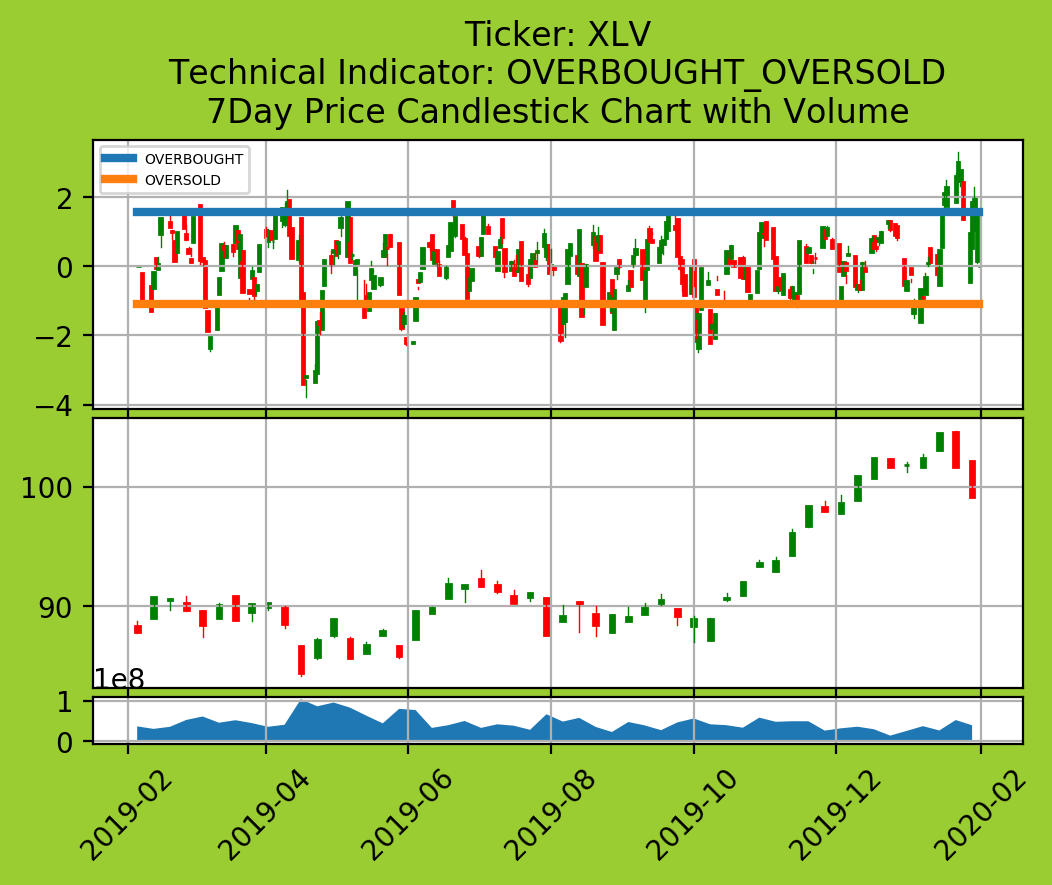 Ticker: XLV
Technical Indicator: OVERBOUGHT_OVERSOLD
7Day Price Candlestick Chart with Volume
OVERBOUGHT
OVERSOLD
2
0
−2
−4
100
90
1e8
1
0
2019-02
2019-04
2019-06
2019-08
2019-10
2019-12
2020-02